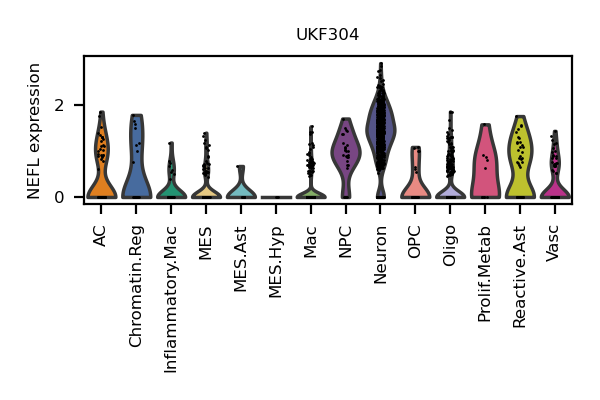 UKF304
NEFL expression
2
0
AC
Chromatin.Reg
Inflammatory.Mac
MES
MES.Ast
MES.Hyp
Mac
NPC
Neuron
OPC
Oligo
Prolif.Metab
Reactive.Ast
Vasc